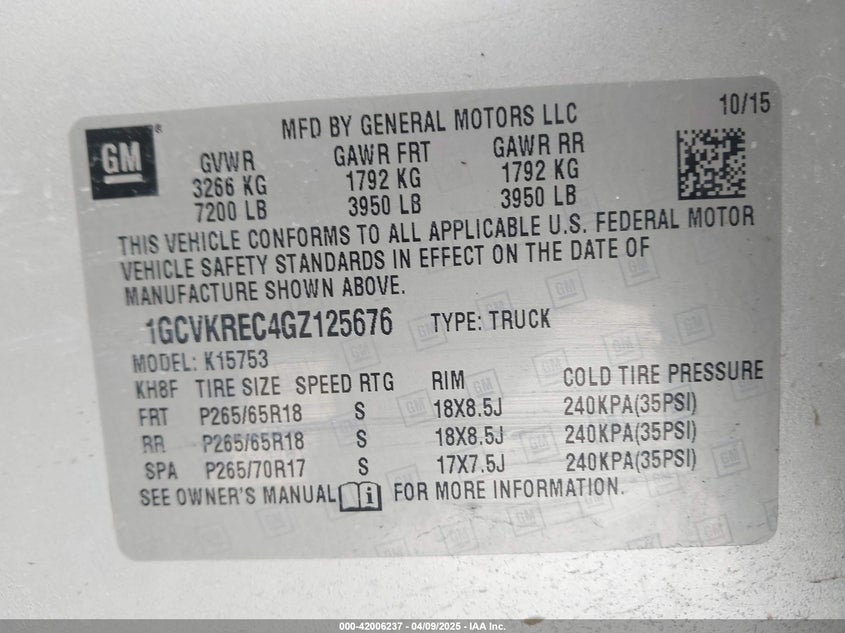 10/15
MFD BY GENERAL MOTORS LLC
GM
GVWR GAWR FRT GAWR RR
3266 KG 1792 KG 1792 KG
7200 LB 3950 LB 3950 LB
THIS VEHICLE CONFORMS TO ALL APPLICABLE U.S. FEDERAL MOTOR
VEHICLE SAFETY STANDARDS IN EFFECT ON THE DATE OF
MANUFACTURE SHOWN ABOVE.
1GCVKREC4GZ125676 TYPE: TRUCK
MODEL: K15753
KH8F TIRE SIZE SPEED RTG RIM COLD TIRE PRESSURE
FRT P265/65R18 S 18X8.5J 240KPA(35PSI)
RR P265/65R18 S 18X8.5J 240KPA(35PSI)
SPA P265/70R17 S 17X7.5J 240KPA(35PSI)
SEE OWNER'S MANUAL FOR MORE INFORMATION.
000-42006237 - 04/09/2025 - IAA Inc.